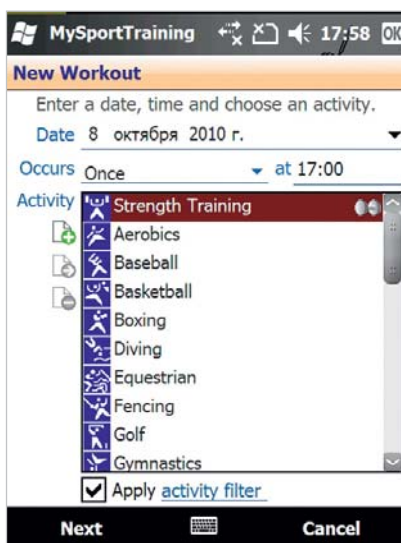 MySportTraining 17:58 OK
New Workout
Enter a date, time and choose an activity.
Date 8 октября 2010 г.
Occurs Once at 17:00
Activity Strength Training
Aerobics
Baseball
Basketball
Boxing
Diving
Equestrian
Fencing
Golf
Gymnastics
Apply activity filter
Next Cancel